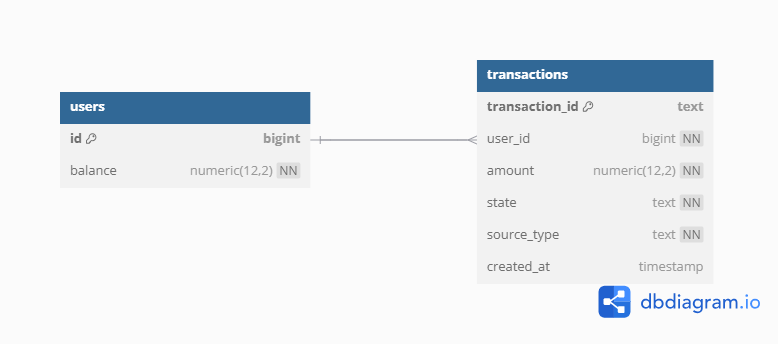 users
id bigint
balance numeric(12,2) NN
transactions
transaction_id text
user_id bigint NN
amount numeric(12,2) NN
state text NN
source_type text NN
created_at timestamp
dbdiagram.io